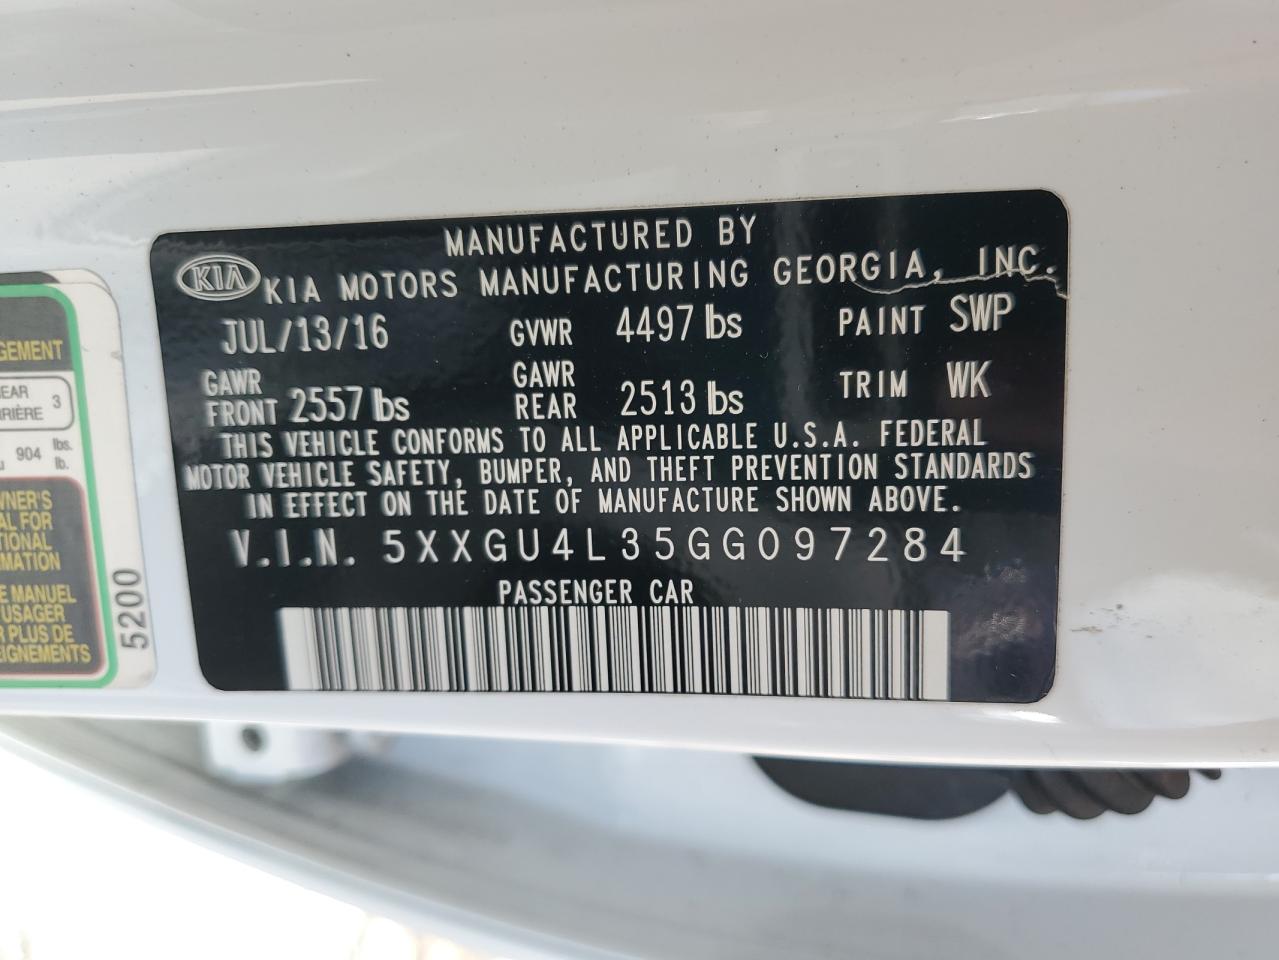 MANUFACTURED BY
KIA KIA MOTORS MANUFACTURING GEORGIA, INC.
JUL/13/16 GVWR 4497 lbs PAINT SWP
GAWR FRONT 2557 lbs GAWR REAR 2513 lbs TRIM WK
THIS VEHICLE CONFORMS TO ALL APPLICABLE U.S.A. FEDERAL
MOTOR VEHICLE SAFETY, BUMPER, AND THEFT PREVENTION STANDARDS
IN EFFECT ON THE DATE OF MANUFACTURE SHOWN ABOVE.
V.I.N. 5XXGU4L35GG097284
PASSENGER CAR
GEMENT
EAR 3
RIÈRE
904 lbs.
lb.
WNER'S
AL FOR
TIONAL
RMATION
E MANUEL
USAGER
R PLUS DE
EIGNEMENTS
5200